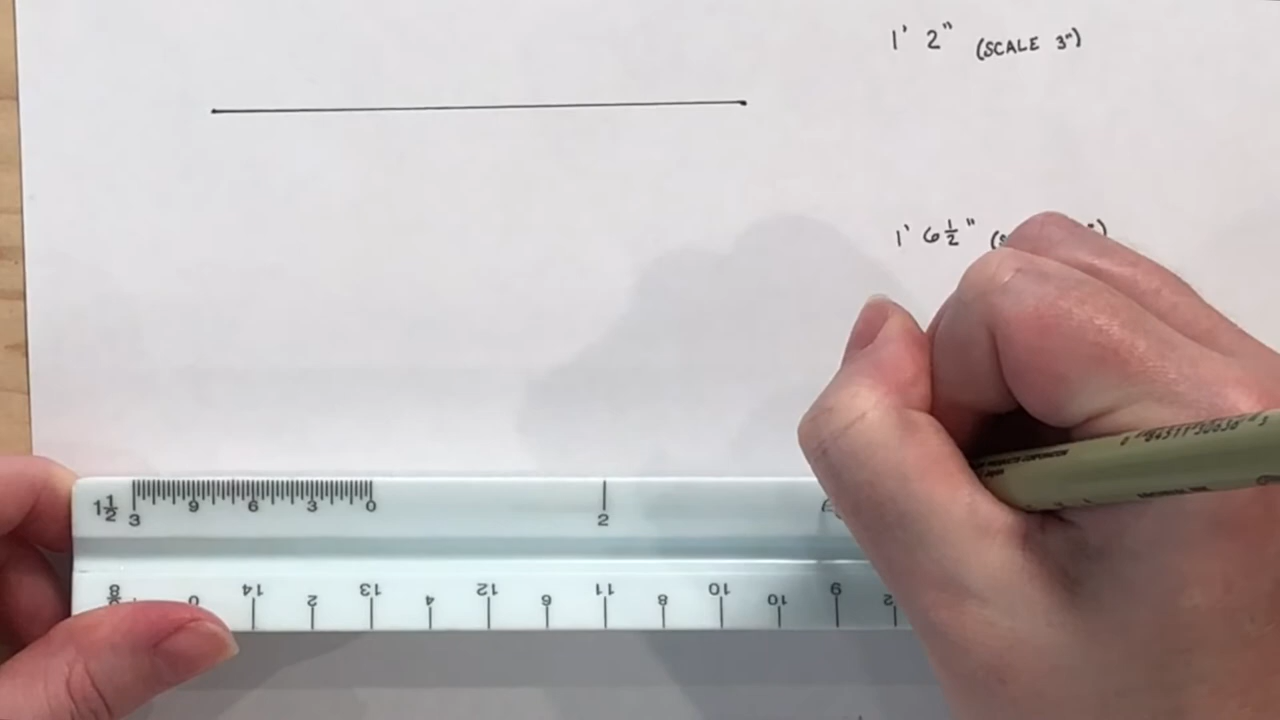 1' 2" (SCALE 3")
1' 6 1/2"
1 1/2 9 6 3 0
3 2
14 13 12 11 10 9
0 2 4 6 8 10